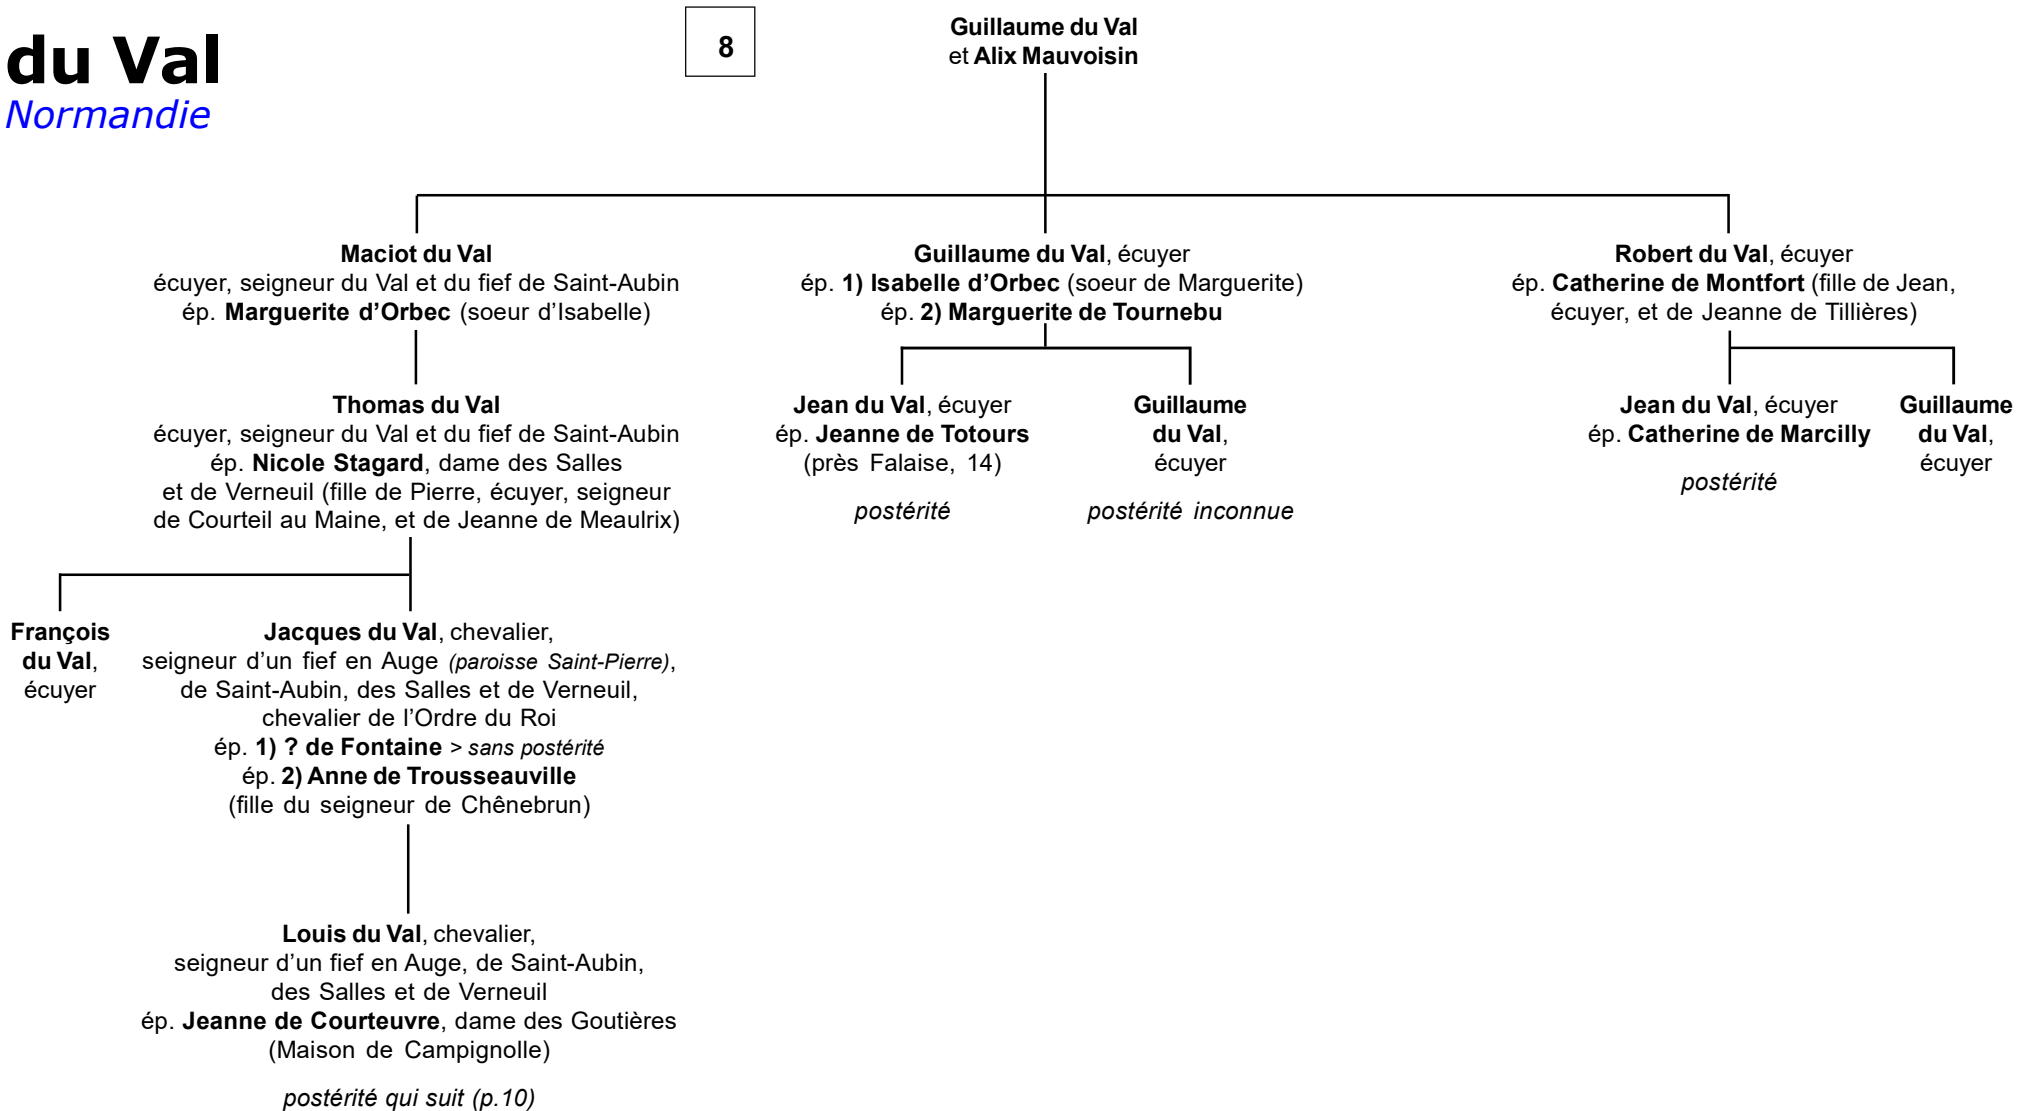 du Val
Normandie
8
Guillaume du Val
et Alix Mauvoisin
Maciot du Val
écuyer, seigneur du Val et du fief de Saint-Aubin
ép. Marguerite d’Orbec (soeur d’Isabelle)
Guillaume du Val, écuyer
ép. 1) Isabelle d’Orbec (soeur de Marguerite)
ép. 2) Marguerite de Tournebu
Robert du Val, écuyer
ép. Catherine de Montfort (fille de Jean,
écuyer, et de Jeanne de Tillières)
Thomas du Val
écuyer, seigneur du Val et du fief de Saint-Aubin
ép. Nicole Stagard, dame des Salles
et de Verneuil (fille de Pierre, écuyer, seigneur
de Courteil au Maine, et de Jeanne de Meaulrix)
Jean du Val, écuyer
ép. Jeanne de Totours
(près Falaise, 14)
postérité
Guillaume
du Val,
écuyer
postérité inconnue
Jean du Val, écuyer
ép. Catherine de Marcilly
postérité
Guillaume
du Val,
écuyer
François
du Val,
écuyer
Jacques du Val, chevalier,
seigneur d’un fief en Auge (paroisse Saint-Pierre),
de Saint-Aubin, des Salles et de Verneuil,
chevalier de l’Ordre du Roi
ép. 1) ? de Fontaine > sans postérité
ép. 2) Anne de Trousseauville
(fille du seigneur de Chênebrun)
Louis du Val, chevalier,
seigneur d’un fief en Auge, de Saint-Aubin,
des Salles et de Verneuil
ép. Jeanne de Courteuvre, dame des Goutières
(Maison de Campignolle)
postérité qui suit (p.10)